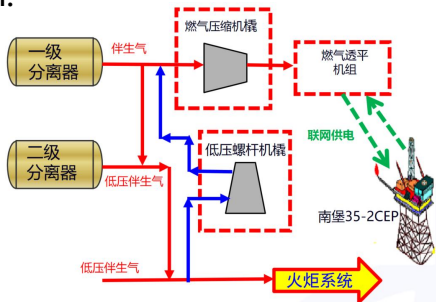 燃气压缩机橇
一级
分离器
伴生气
燃气透平
机组
联网供电
低压螺杆机橇
二级
分离器
低压伴生气
南堡35-2CEP
低压伴生气
火炬系统